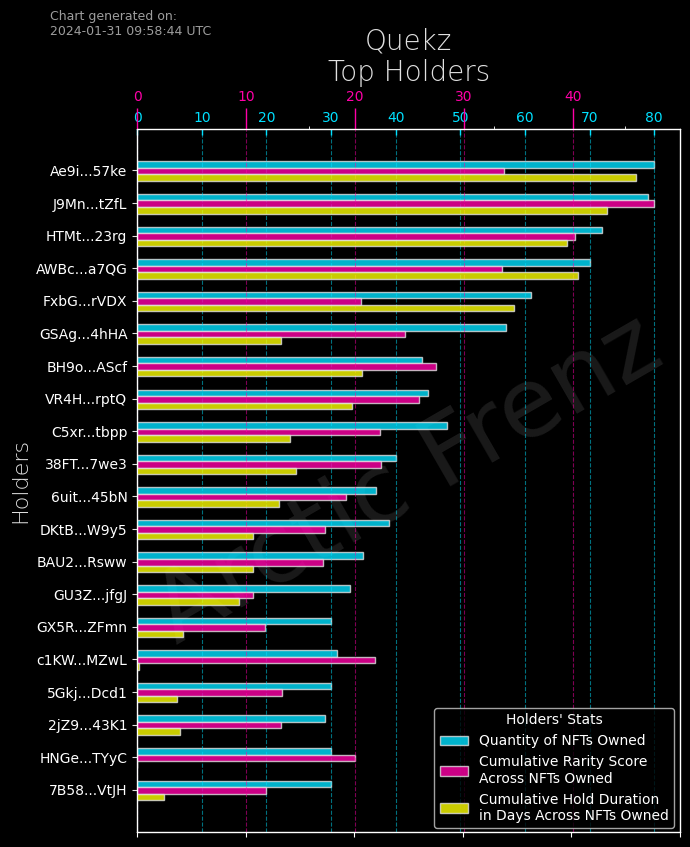 Chart generated on:
2024-01-31 09:58:44 UTC
Quekz
Top Holders
0 10 20 30 40
0 10 20 30 40 50 60 70 80
Holders
Ae9i...57ke
J9Mn...tZfL
HTMt...23rg
AWBc...a7QG
FxbG...rVDX
GSAg...4hHA
BH9o...AScf
VR4H...rptQ
C5xr...tbpp
38FT...7we3
6uit...45bN
DKtB...W9y5
BAU2...Rsww
GU3Z...jfgJ
GX5R...ZFmn
c1KW...MZwL
5Gkj...Dcd1
2jZ9...43K1
HNGe...TYyC
7B58...VtJH
Arctic Frenz
Holders' Stats
Quantity of NFTs Owned
Cumulative Rarity Score
Across NFTs Owned
Cumulative Hold Duration
in Days Across NFTs Owned